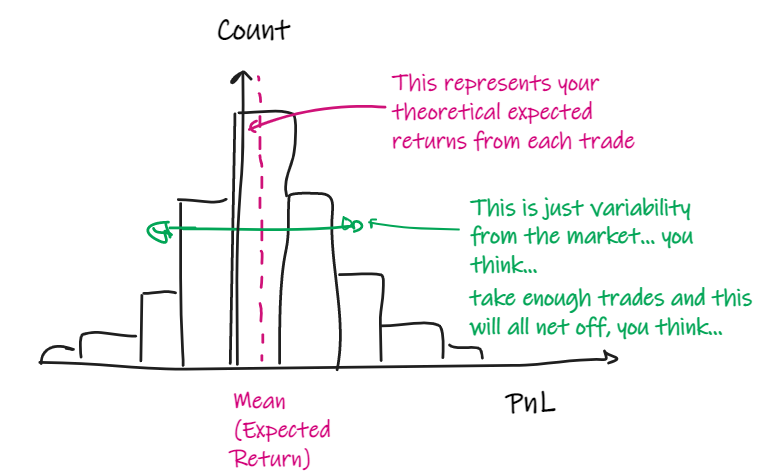 Count
This represents your
theoretical expected
returns from each trade
This is just variability
from the market... you
think...
take enough trades and this
will all net off, you think...
Mean
(Expected
Return)
PnL